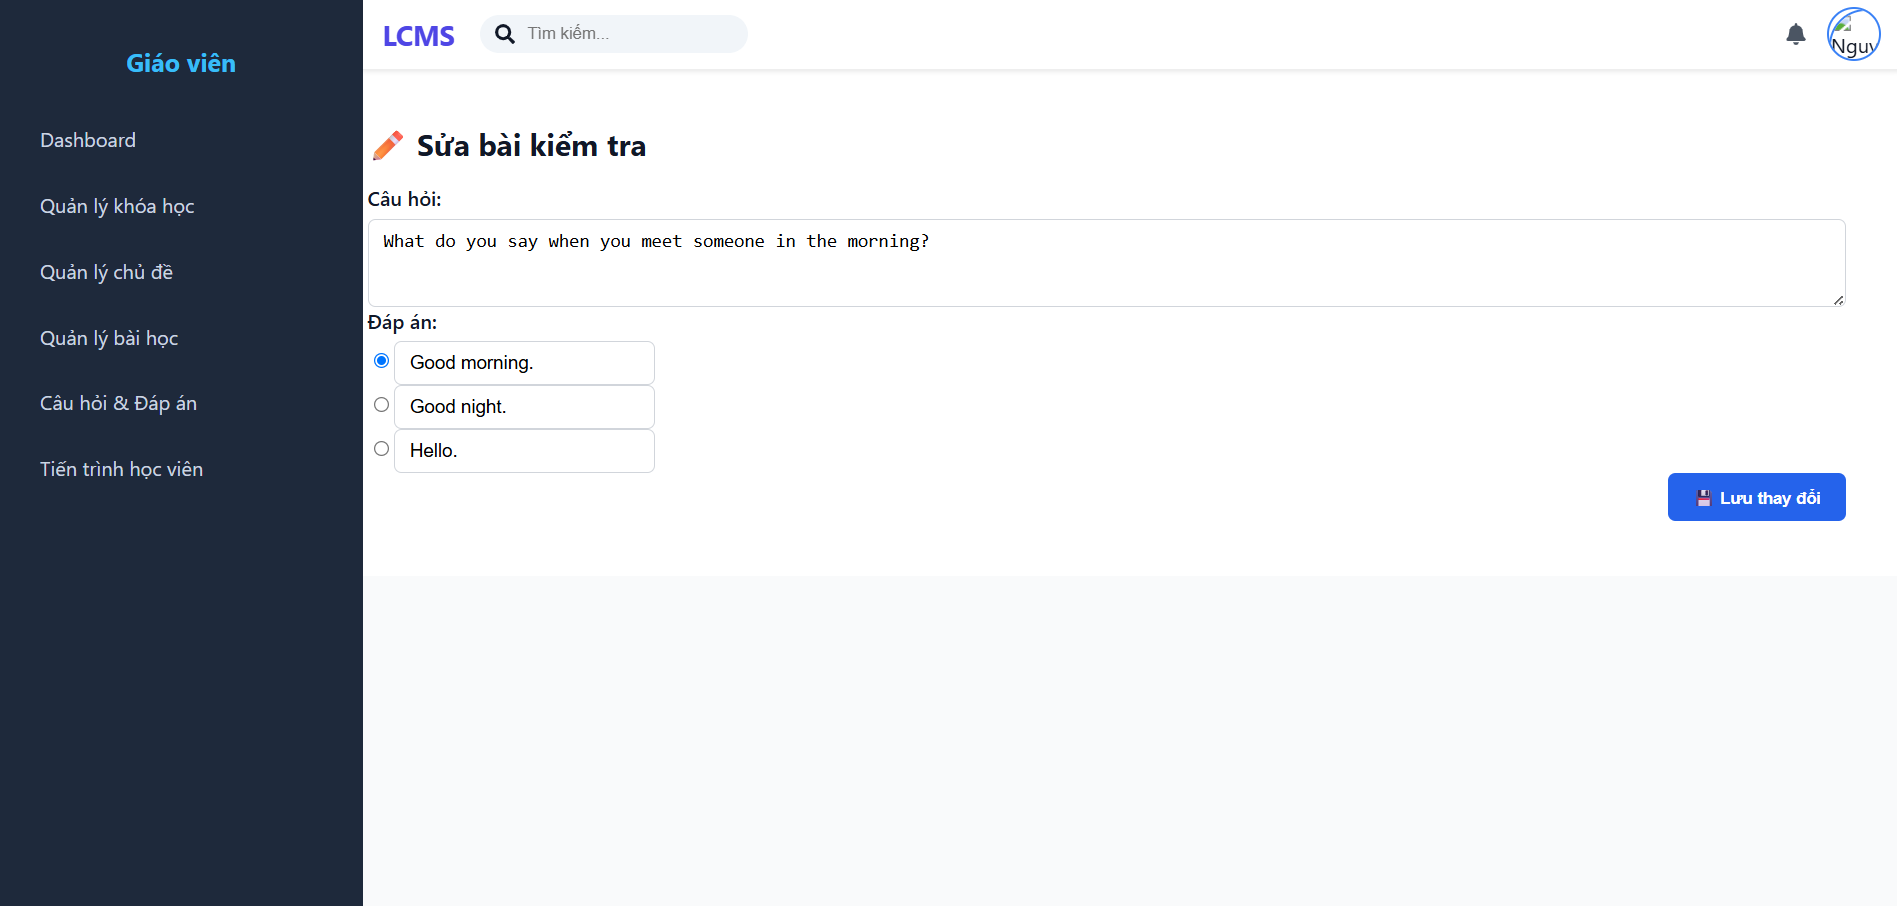 Giáo viên
Dashboard
Quản lý khóa học
Quản lý chủ đề
Quản lý bài học
Câu hỏi & Đáp án
Tiến trình học viên
LCMS
Tìm kiếm...
Nguy
Sửa bài kiểm tra
Câu hỏi:
What do you say when you meet someone in the morning?
Đáp án:
Good morning.
Good night.
Hello.
Lưu thay đổi